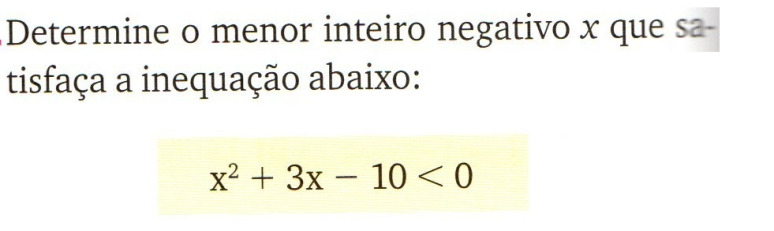 Determine o menor inteiro negativo x que sa-
tisfaça a inequação abaixo:
x² + 3x − 10 < 0